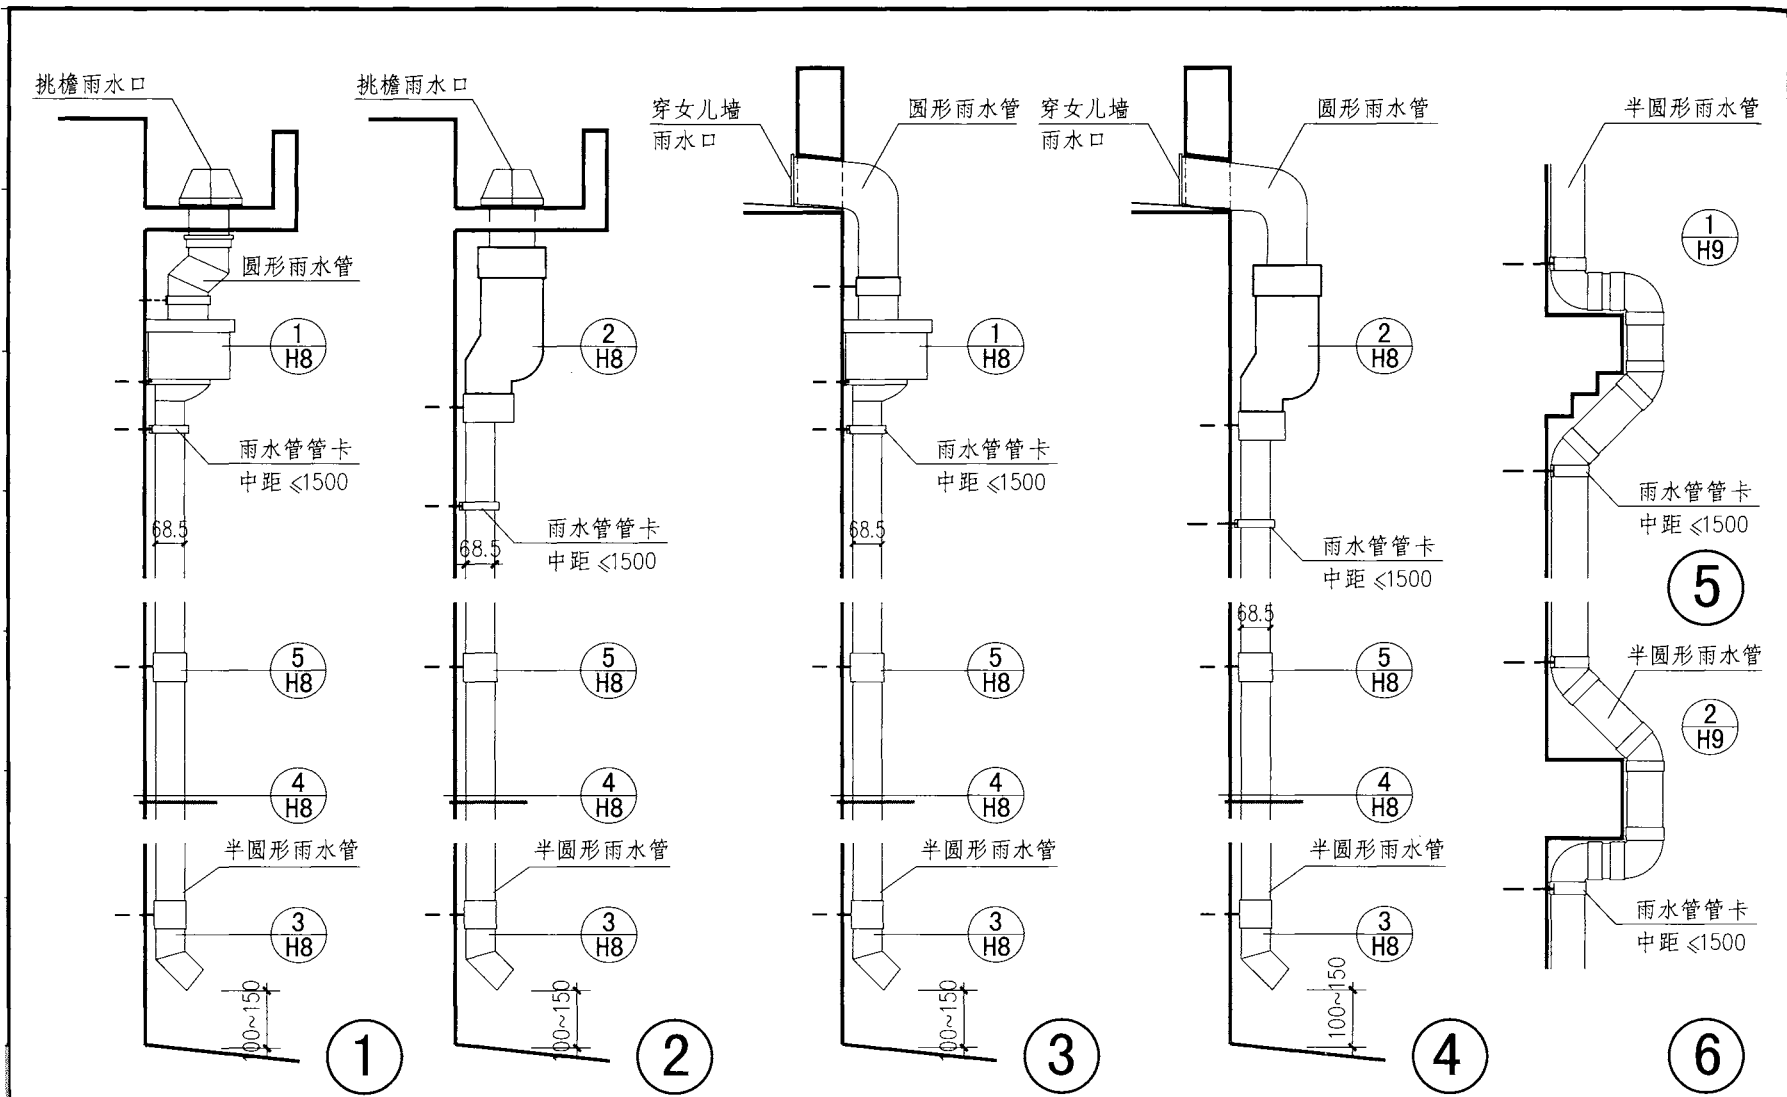 挑檐雨水口
圆形雨水管
1
H8
雨水管管卡
中距 ≤1500
68.5
5
H8
4
H8
半圆形雨水管
3
H8
100~150
1
挑檐雨水口
2
H8
雨水管管卡
中距 ≤1500
68.5
5
H8
4
H8
半圆形雨水管
3
H8
100~150
2
穿女儿墙
雨水口
圆形雨水管
1
H8
雨水管管卡
中距 ≤1500
68.5
5
H8
4
H8
半圆形雨水管
3
H8
100~150
3
穿女儿墙
雨水口
圆形雨水管
2
H8
雨水管管卡
中距 ≤1500
68.5
5
H8
4
H8
半圆形雨水管
3
H8
100~150
4
半圆形雨水管
1
H9
雨水管管卡
中距 ≤1500
5
半圆形雨水管
2
H9
雨水管管卡
中距 ≤1500
6